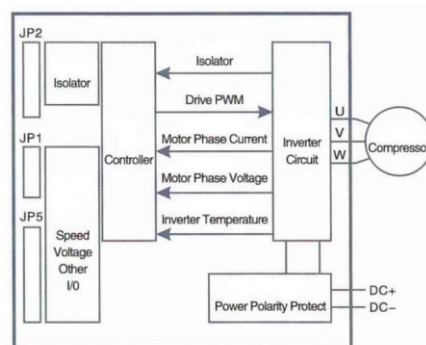 JP2
Isolator
JP1
JP5
Speed
Voltage
Other
I/0
Controller
Isolator
Drive PWM
Motor Phase Current
Motor Phase Voltage
Inverter Temperature
Inverter
Circuit
U
V
W
Compressor
Power Polarity Protect
DC+
DC−